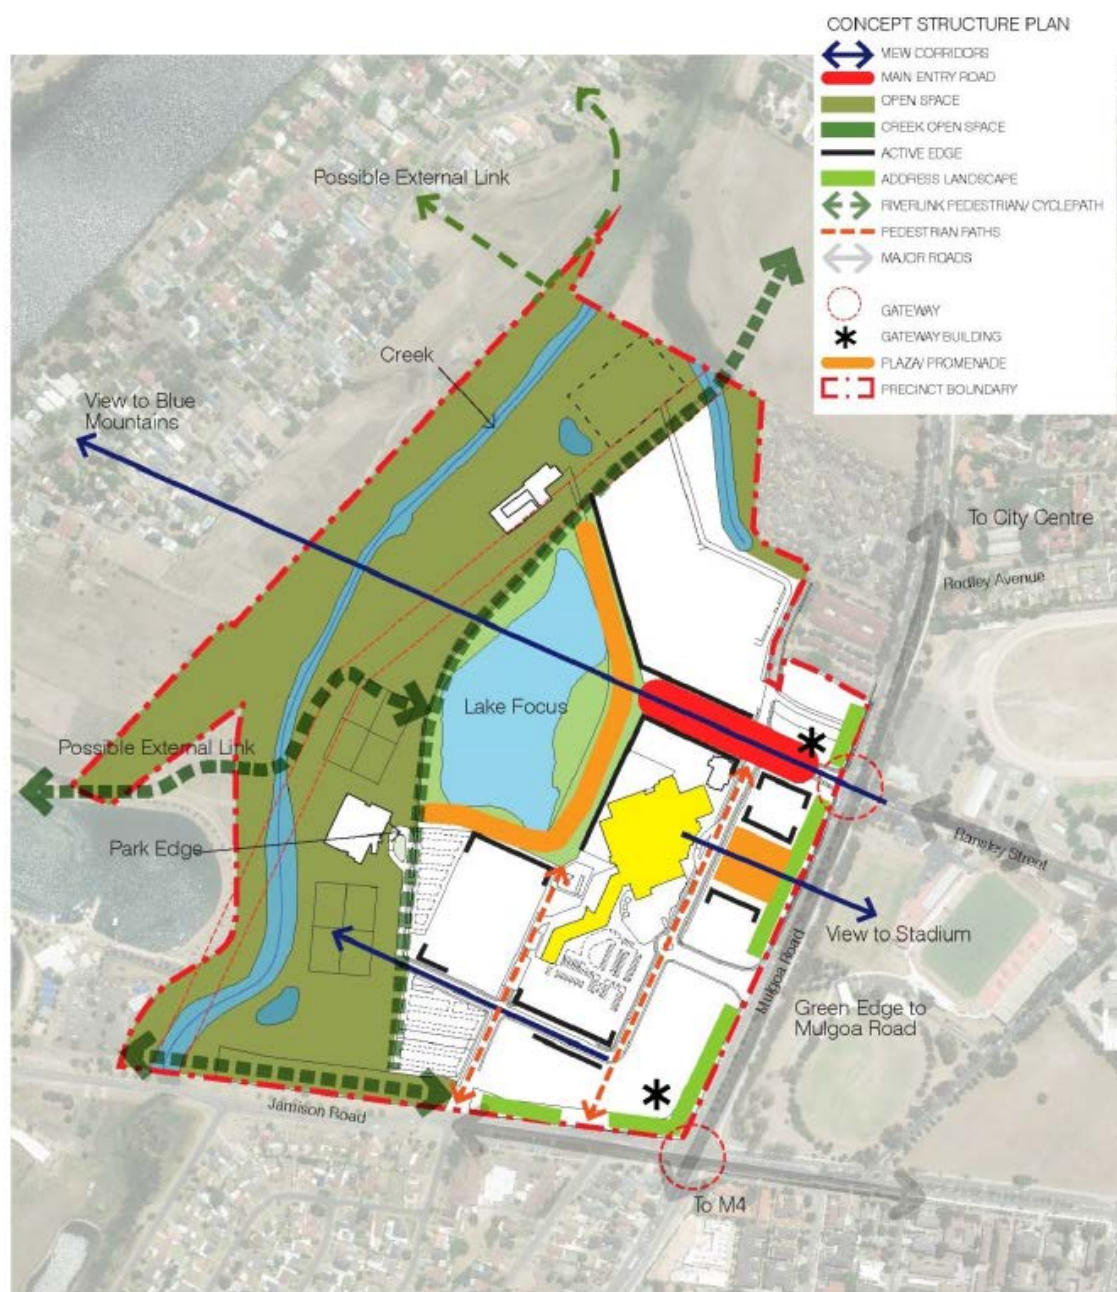 CONCEPT STRUCTURE PLAN
VIEW CORRIDORS
MAIN ENTRY ROAD
OPEN SPACE
CREEK OPEN SPACE
ACTIVE EDGE
ADDRESS LANDSCAPE
RIVERLINK PEDESTRIAN/ CYCLEPATH
PEDESTRIAN PATHS
MAJOR ROADS
GATEWAY
GATEWAY BUILDING
PLAZA/ PROMENADE
PRECINCT BOUNDARY
Possible External Link
Creek
View to Blue
Mountains
To City Centre
Rodley Avenue
Lake Focus
Possible External Link
Park Edge
Ransley Street
View to Stadium
Mulgoa Road
Green Edge to
Mulgoa Road
Jamison Road
To M4